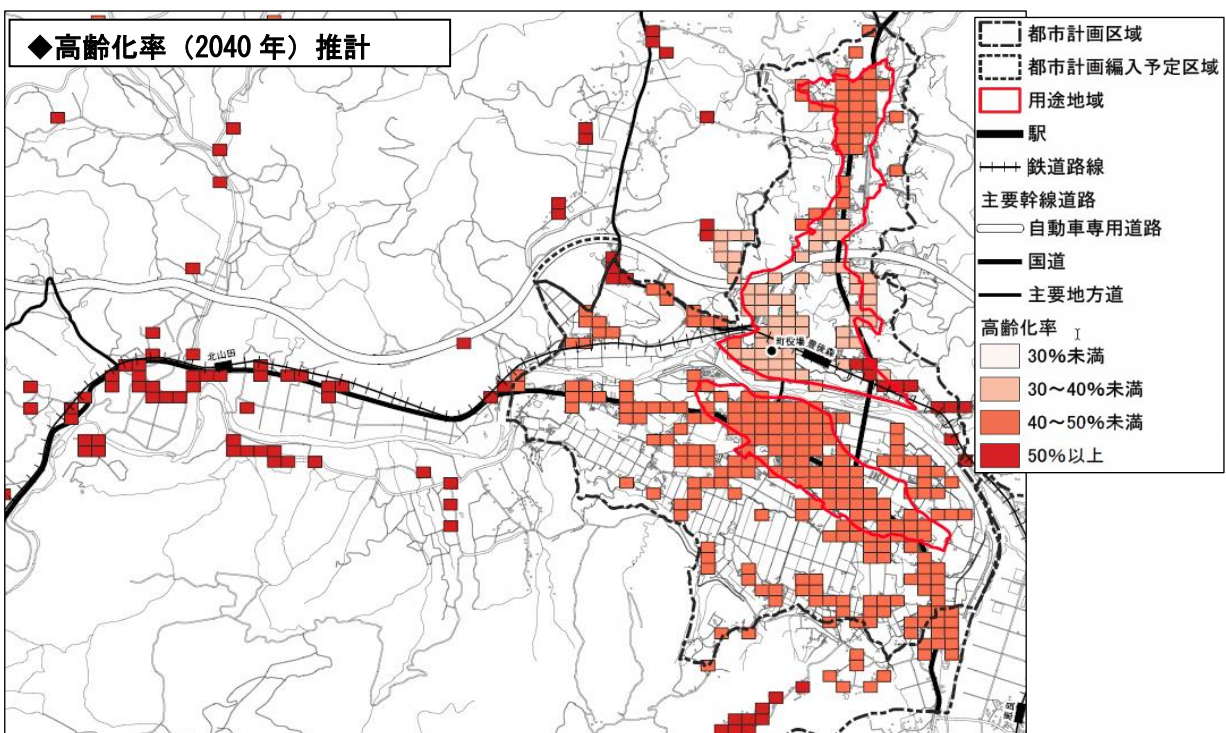 ◆高齢化率（2040 年）推計
都市計画区域
都市計画編入予定区域
用途地域
駅
鉄道路線
主要幹線道路
自動車専用道路
国道
主要地方道
高齢化率
30%未満
30～40%未満
40～50%未満
50%以上
北山田
町役場
豊後森